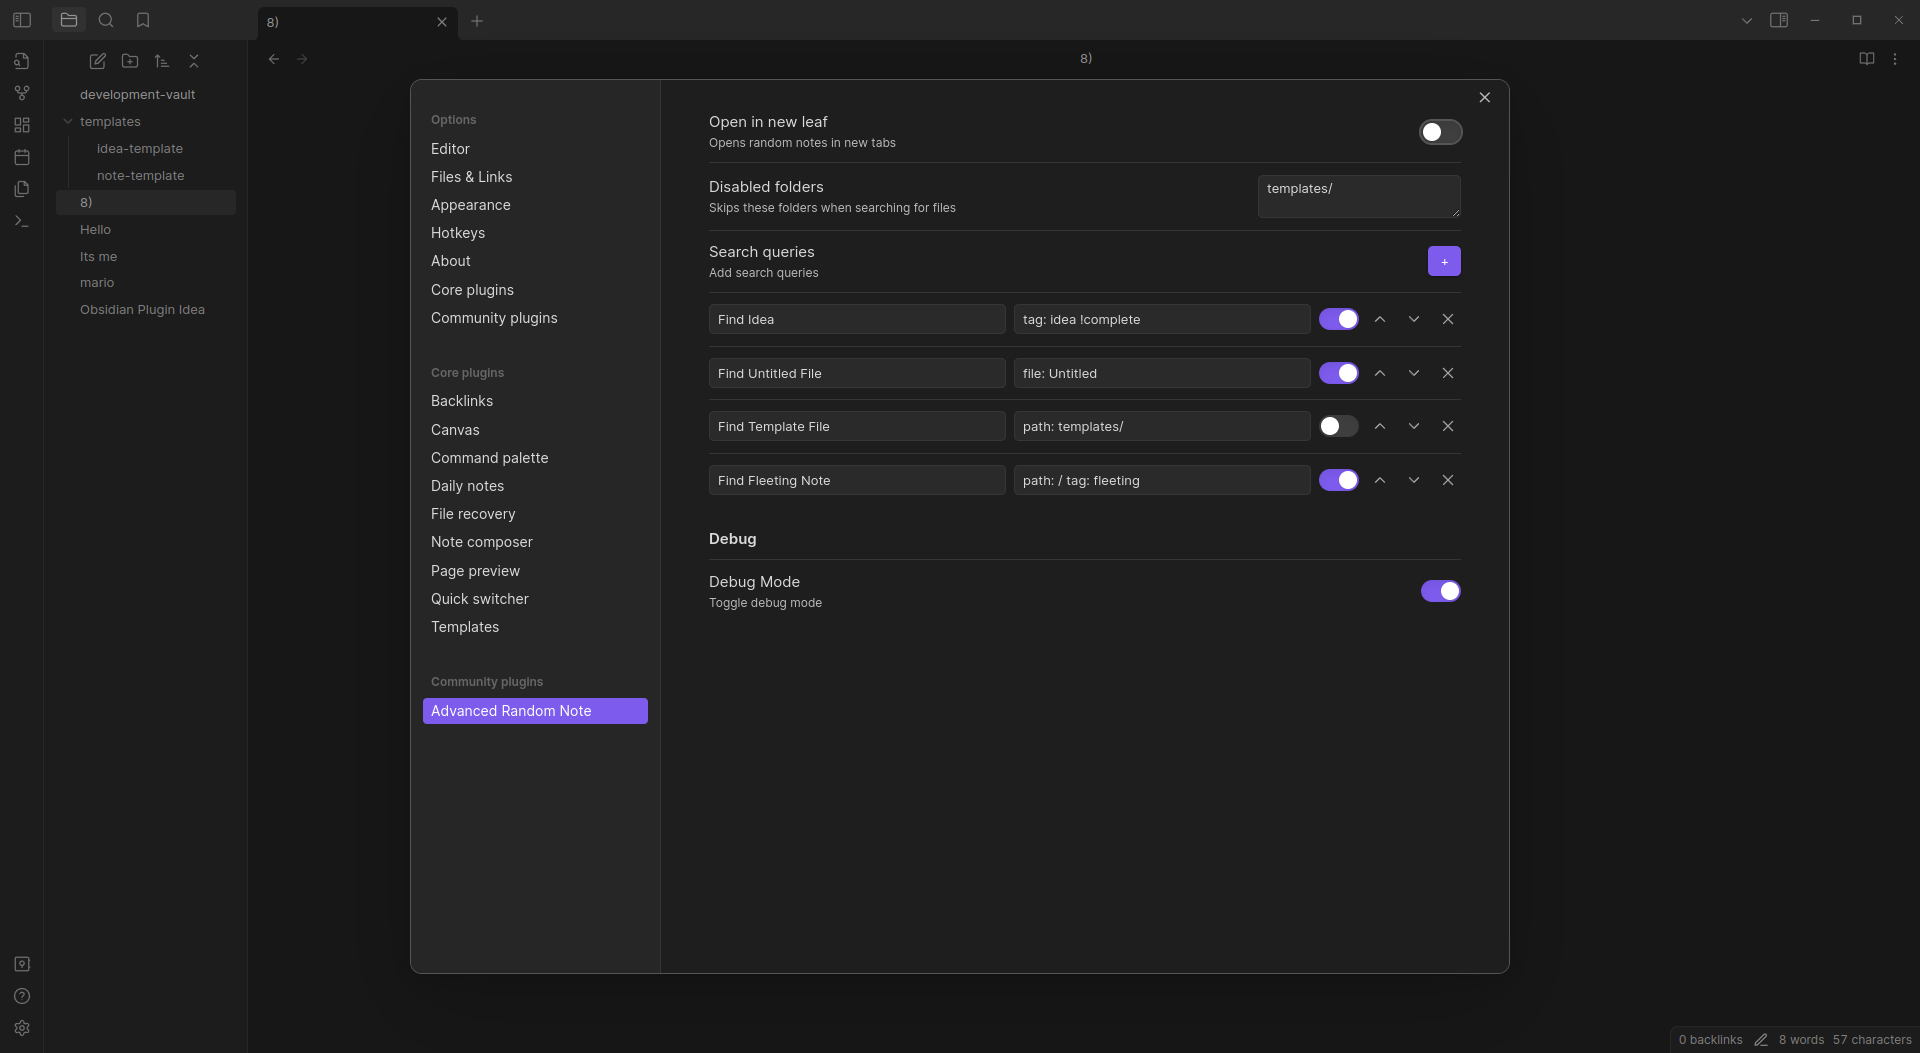 8)
8)
development-vault
templates
idea-template
note-template
8)
Hello
Its me
mario
Obsidian Plugin Idea
Options
Editor
Files & Links
Appearance
Hotkeys
About
Core plugins
Community plugins
Core plugins
Backlinks
Canvas
Command palette
Daily notes
File recovery
Note composer
Page preview
Quick switcher
Templates
Community plugins
Advanced Random Note
Open in new leaf
Opens random notes in new tabs
Disabled folders
Skips these folders when searching for files
templates/
Search queries
Add search queries
+
Find Idea
tag: idea !complete
Find Untitled File
file: Untitled
Find Template File
path: templates/
Find Fleeting Note
path: / tag: fleeting
Debug
Debug Mode
Toggle debug mode
0 backlinks
8 words
57 characters